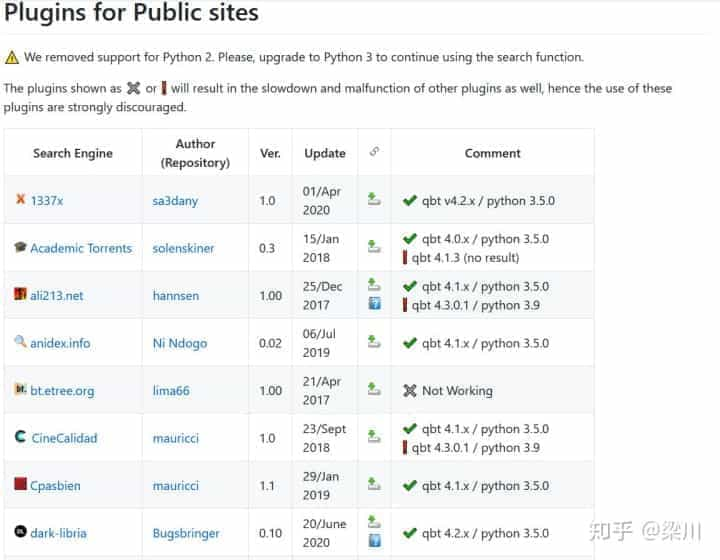 Plugins for Public sites
We removed support for Python 2. Please, upgrade to Python 3 to continue using the search function.
The plugins shown as ✖ or ❗ will result in the slowdown and malfunction of other plugins as well, hence the use of these
plugins are strongly discouraged.
Search Engine Author (Repository) Ver. Update Comment
1337x sa3dany 1.0 01/Apr 2020 ✔ qbt v4.2.x / python 3.5.0
Academic Torrents solenskiner 0.3 15/Jan 2018 ✔ qbt 4.0.x / python 3.5.0
❗ qbt 4.1.3 (no result)
ali213.net hannsen 1.00 25/Dec 2017 ✔ qbt 4.1.x / python 3.5.0
❗ qbt 4.3.0.1 / python 3.9
anidex.info Ni Ndogo 0.02 06/Jul 2019 ✔ qbt 4.1.x / python 3.5.0
bt.etree.org lima66 1.00 21/Apr 2017 ✖ Not Working
CineCalidad mauricci 1.0 23/Sept 2018 ✔ qbt 4.1.x / python 3.5.0
❗ qbt 4.3.0.1 / python 3.9
Cpasbien mauricci 1.1 29/Jan 2019 ✔ qbt 4.1.x / python 3.5.0
dark-libria Bugsbringer 0.10 20/June 2020 ✔ qbt 4.2.x / python 3.5.0
知乎 @梁川